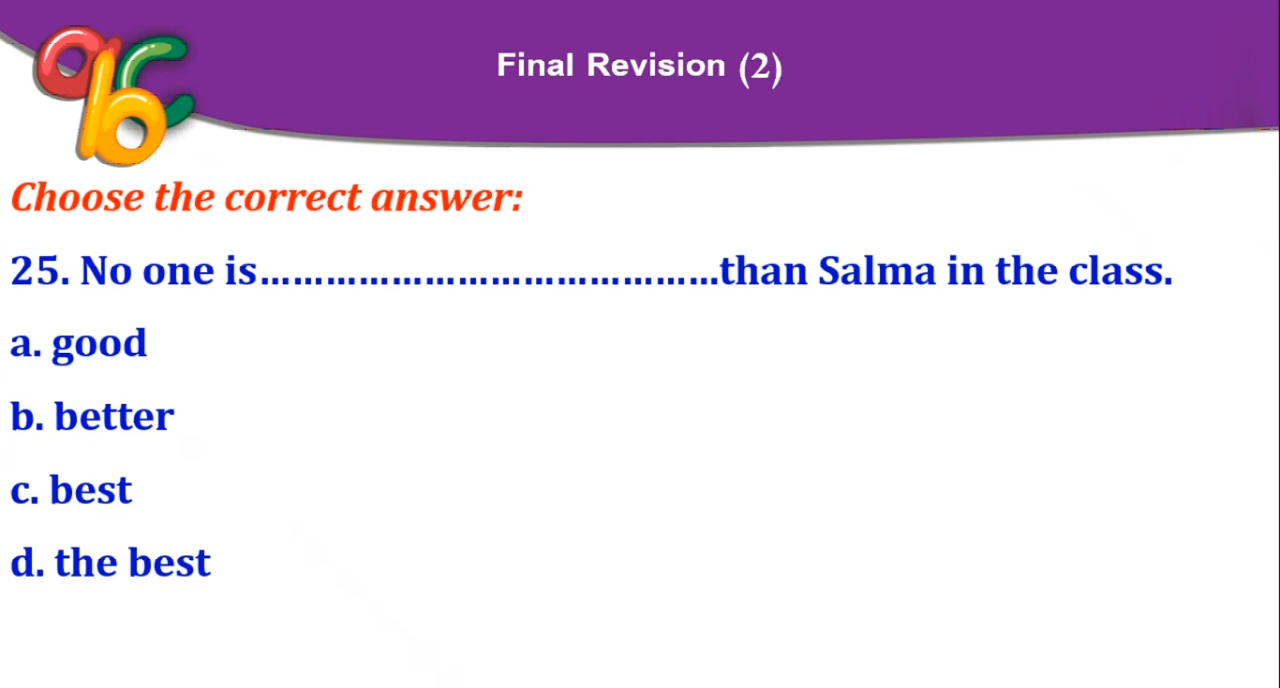 abc
Final Revision (2)
Choose the correct answer:
25. No one is..........................................than Salma in the class.
a. good
b. better
c. best
d. the best